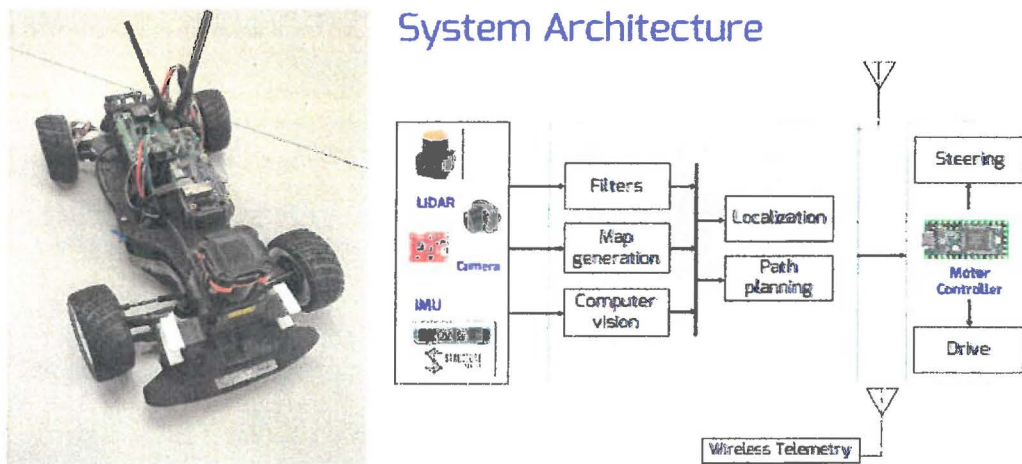 System Architecture
LiDAR
Camera
IMU
STRUCTURE
Filters
Map
generation
Computer
vision
Localization
Path
planning
Steering
Motor
Controller
Drive
Wireless Telemetry